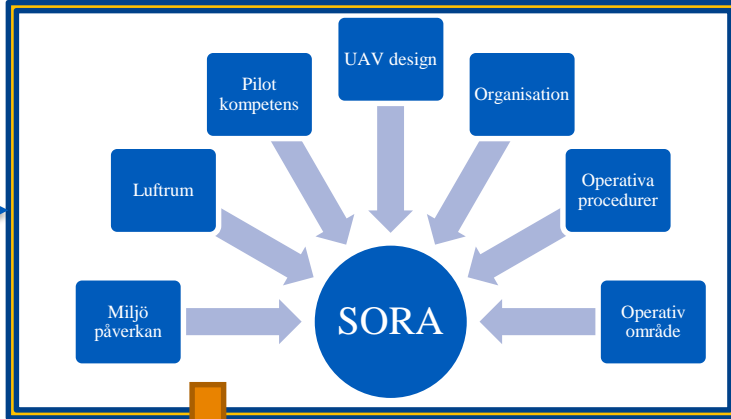 UAV design
Pilot
kompetens
Organisation
Luftrum
Operativa
procedurer
Miljö
påverkan
SORA
Operativ
område